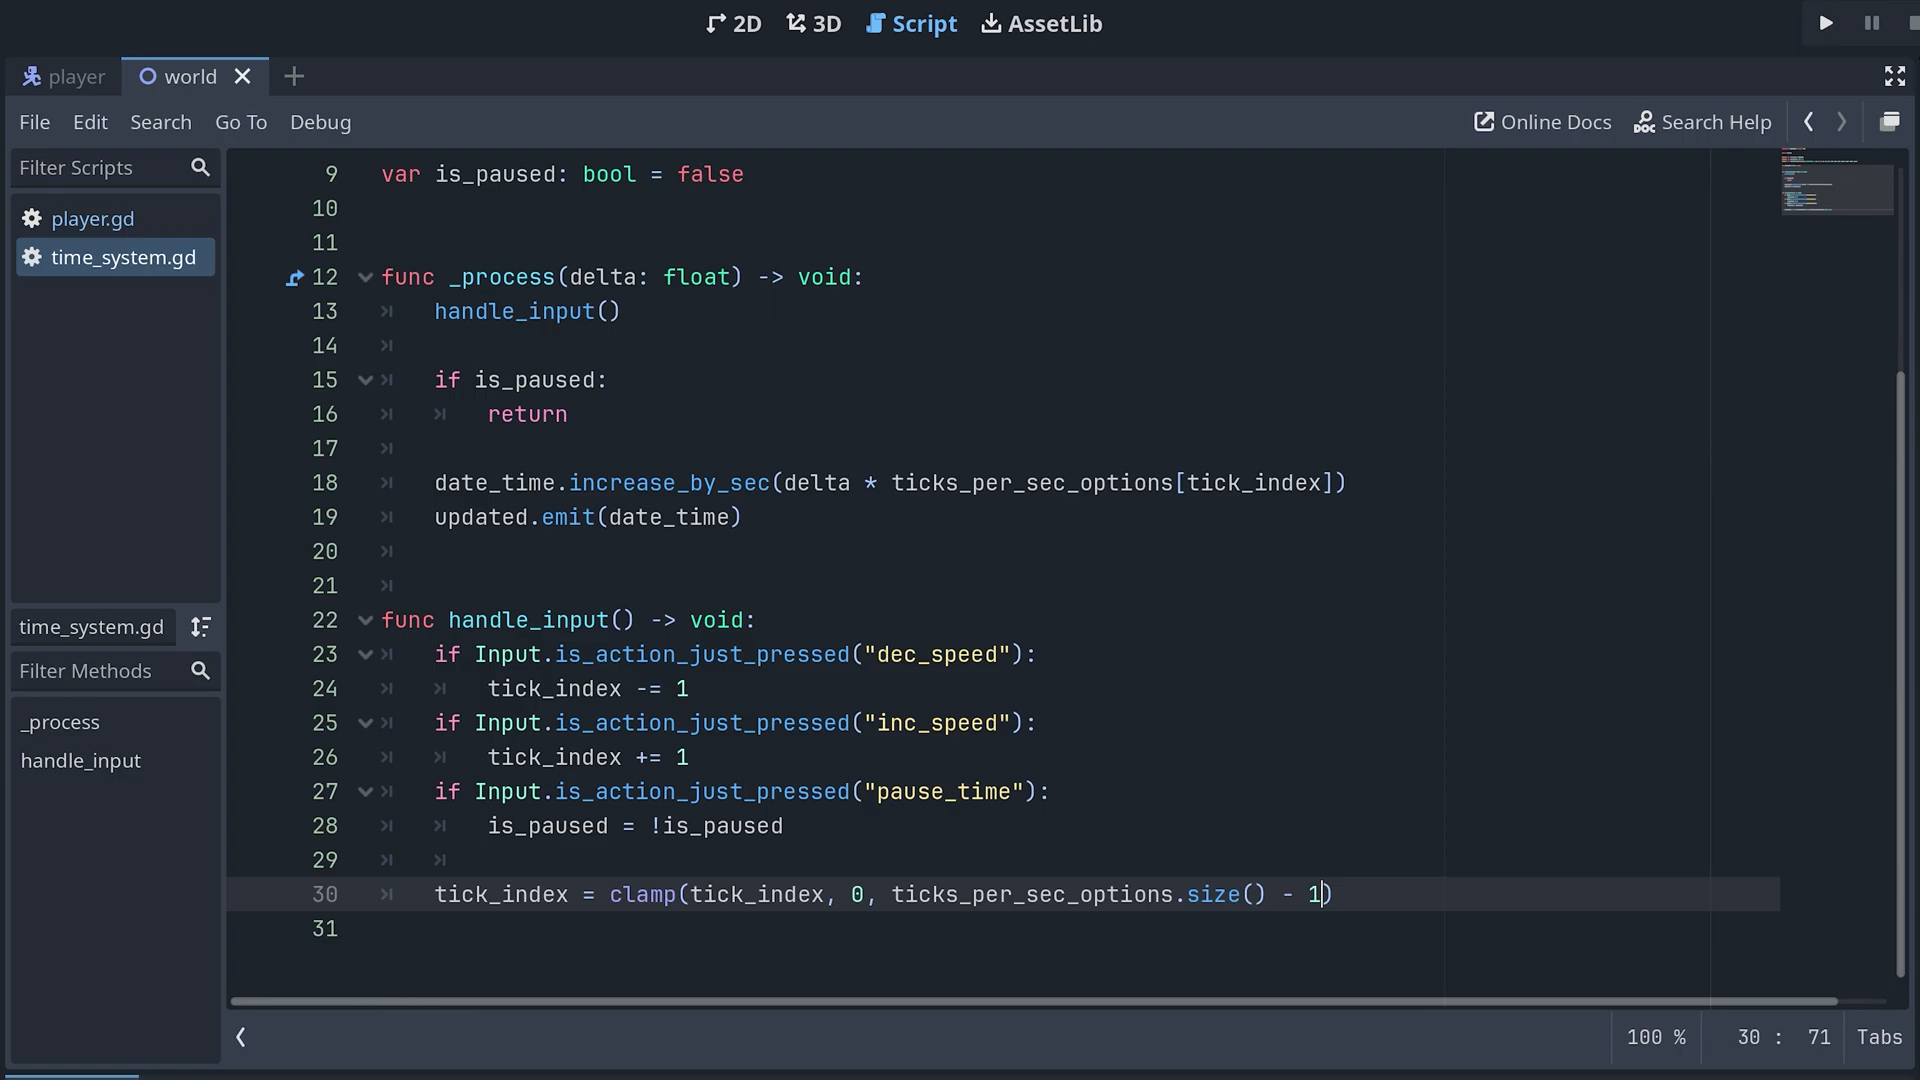 2D 3D Script AssetLib
player world
File Edit Search Go To Debug Online Docs Search Help
Filter Scripts
player.gd
time_system.gd
time_system.gd
Filter Methods
_process
handle_input
9 var is_paused: bool = false
10
11
12 func _process(delta: float) -> void:
13 handle_input()
14
15 if is_paused:
16 return
17
18 date_time.increase_by_sec(delta * ticks_per_sec_options[tick_index])
19 updated.emit(date_time)
20
21
22 func handle_input() -> void:
23 if Input.is_action_just_pressed("dec_speed"):
24 tick_index -= 1
25 if Input.is_action_just_pressed("inc_speed"):
26 tick_index += 1
27 if Input.is_action_just_pressed("pause_time"):
28 is_paused = !is_paused
29
30 tick_index = clamp(tick_index, 0, ticks_per_sec_options.size() - 1)
31
100 % 30 : 71 Tabs